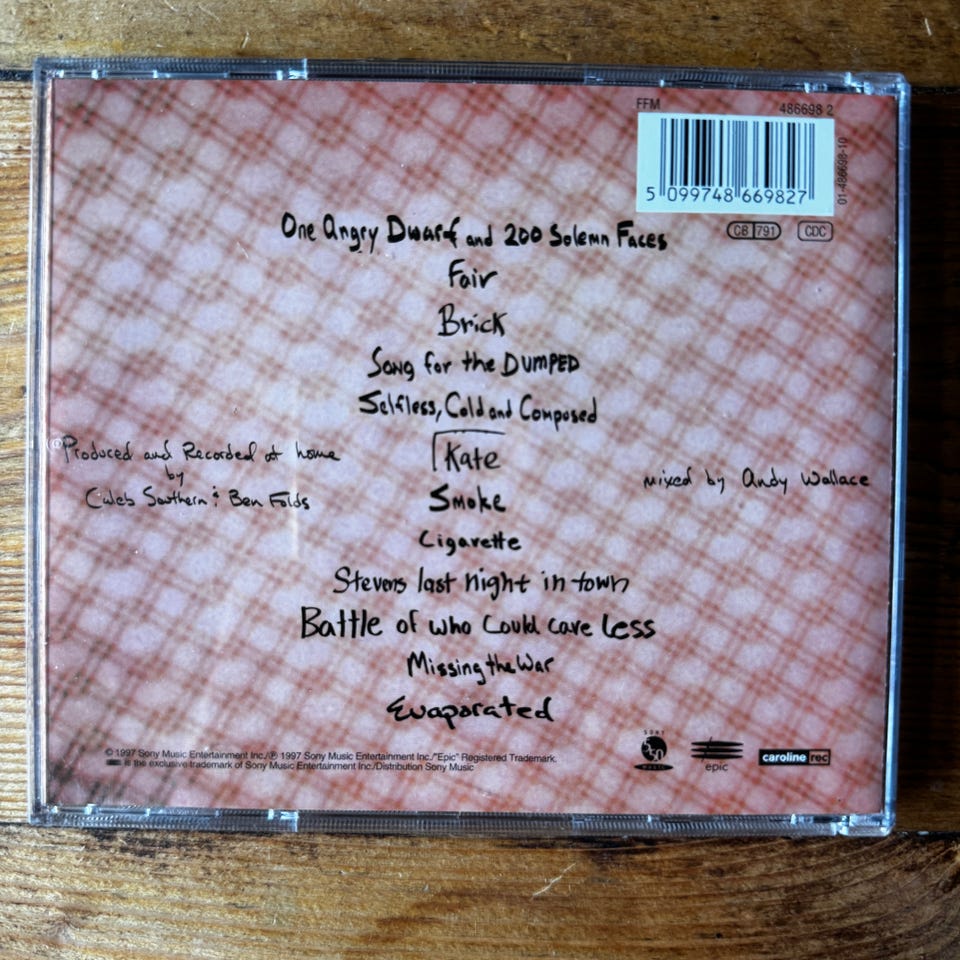 FFM 486698 2
5 099748 669827
01-486698-10
CB 791 CDC
One Angry Dwarf and 200 Solemn Faces
Fair
Brick
Song for the DUMPED
Selfless, Cold and Composed
Kate
Smoke
Cigarette
Stevens last night in town
Battle of who Could care Less
Missing the War
Evaporated
Produced and Recorded at home
by
Caleb Southern & Ben Folds
mixed by Andy Wallace
© 1997 Sony Music Entertainment Inc./℗ 1997 Sony Music Entertainment Inc./"Epic" Registered Trademark.
is the exclusive trademark of Sony Music Entertainment Inc./Distribution Sony Music
SONY
550
MUSIC
epic
caroline rec